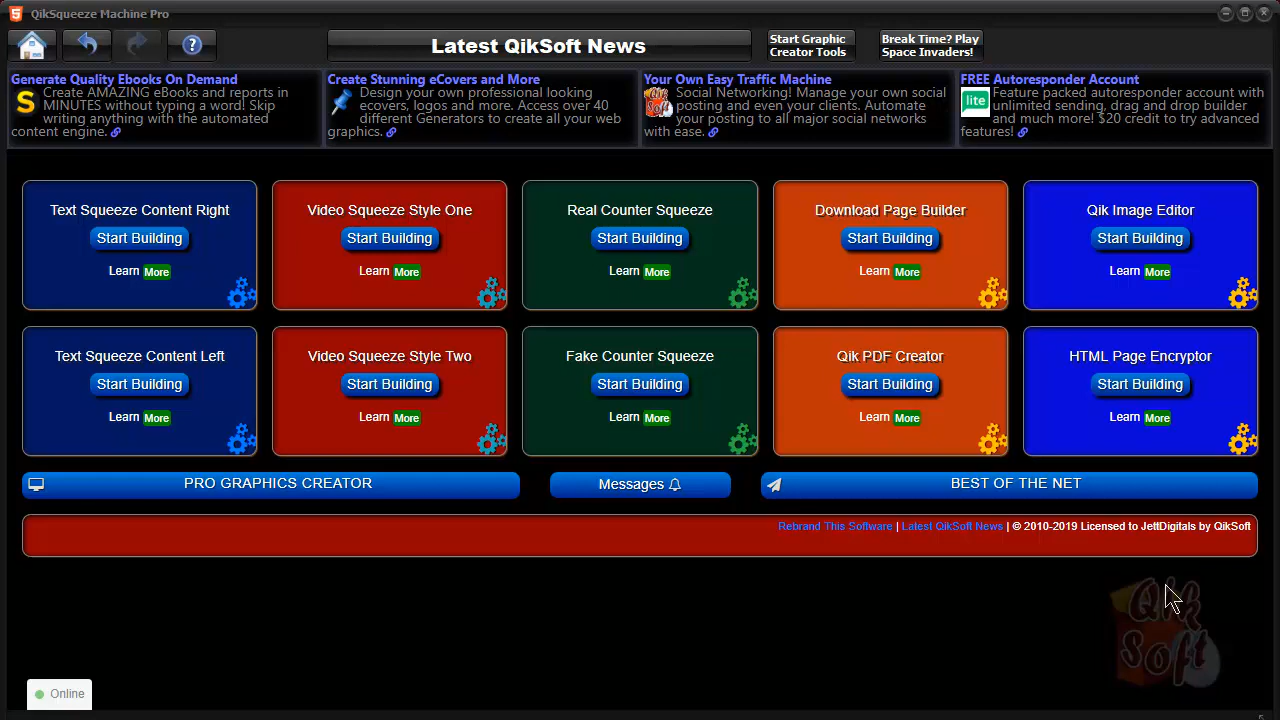 QikSqueeze Machine Pro
Latest QikSoft News
Start Graphic
Creator Tools
Break Time? Play
Space Invaders!
Generate Quality Ebooks On Demand
S
Create AMAZING eBooks and reports in
MINUTES without typing a word! Skip
writing anything with the automated
content engine.
Create Stunning eCovers and More
Design your own professional looking
ecovers, logos and more. Access over 40
different Generators to create all your web
graphics.
Your Own Easy Traffic Machine
Qik
Soft
Social Networking! Manage your own social
posting and even your clients. Automate
your posting to all major social networks
with ease.
FREE Autoresponder Account
lite
Feature packed autoresponder account with
unlimited sending, drag and drop builder
and much more! $20 credit to try advanced
features!
Text Squeeze Content Right
Start Building
Learn More
Video Squeeze Style One
Start Building
Learn More
Real Counter Squeeze
Start Building
Learn More
Download Page Builder
Start Building
Learn More
Qik Image Editor
Start Building
Learn More
Text Squeeze Content Left
Start Building
Learn More
Video Squeeze Style Two
Start Building
Learn More
Fake Counter Squeeze
Start Building
Learn More
Qik PDF Creator
Start Building
Learn More
HTML Page Encryptor
Start Building
Learn More
PRO GRAPHICS CREATOR
Messages
BEST OF THE NET
Rebrand This Software | Latest QikSoft News | © 2010-2019 Licensed to JettDigitals by QikSoft
Qik
Soft
Online